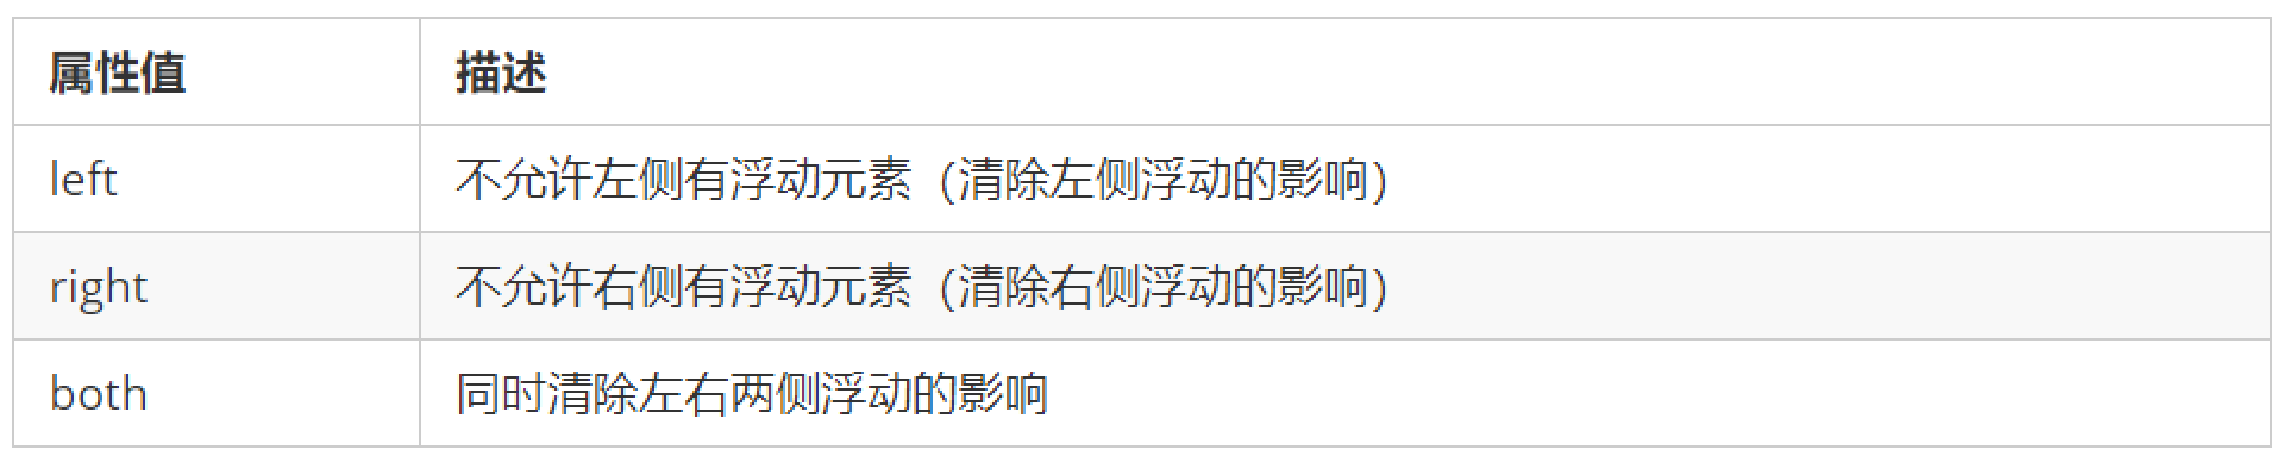 属性值 描述
left 不允许左侧有浮动元素（清除左侧浮动的影响）
right 不允许右侧有浮动元素（清除右侧浮动的影响）
both 同时清除左右两侧浮动的影响